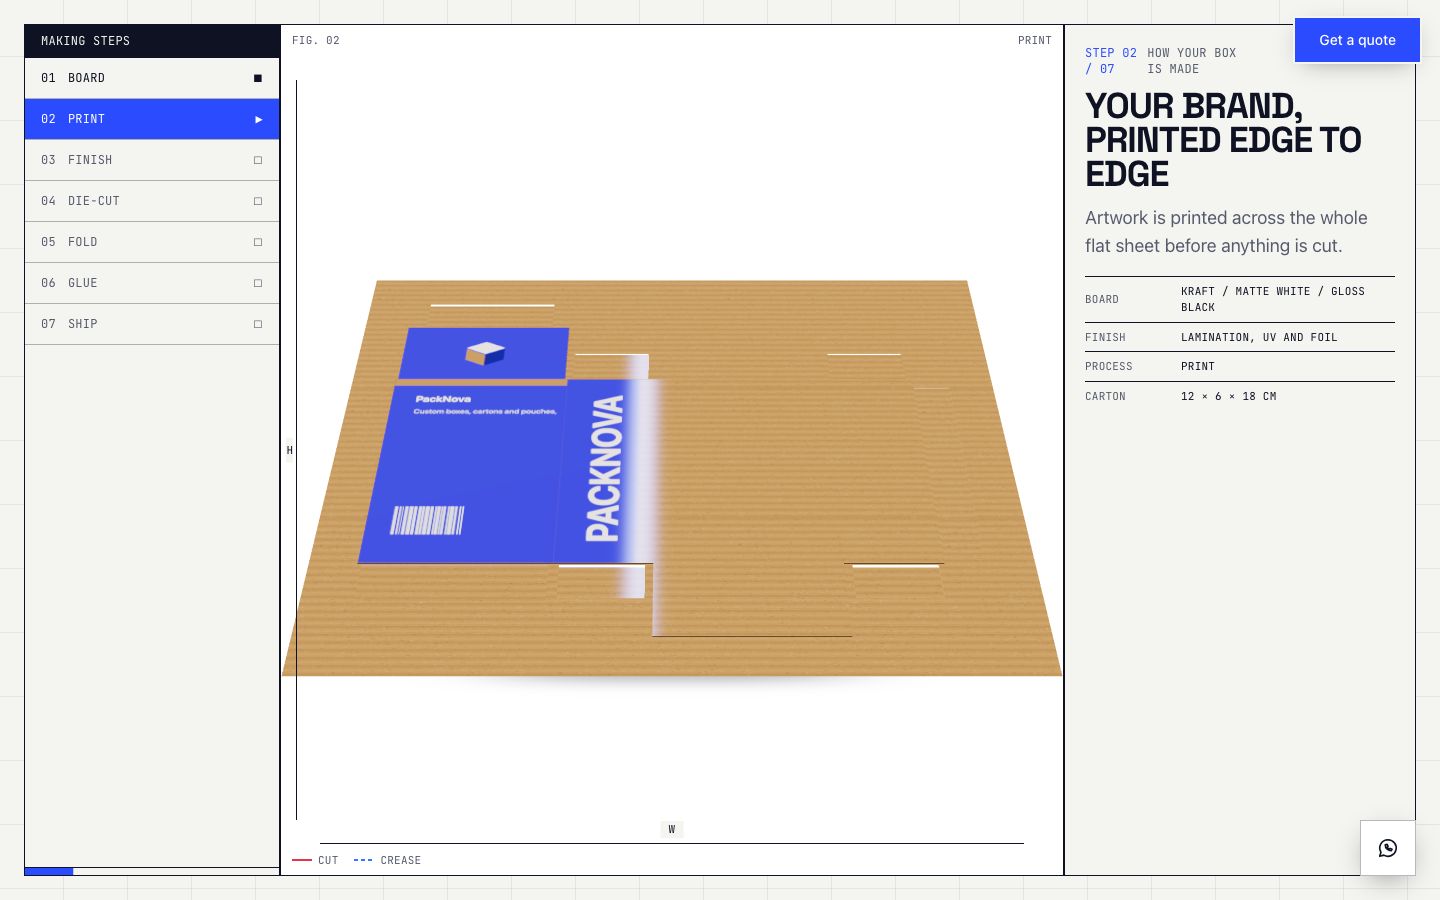 MAKING STEPS
01 BOARD
02 PRINT
03 FINISH
04 DIE-CUT
05 FOLD
06 GLUE
07 SHIP
FIG. 02
PRINT
PackNova
Custom boxes, cartons and pouches,
PACKNOVA
H
W
CUT
CREASE
Get a quote
STEP 02
/ 07
HOW YOUR BOX
IS MADE
YOUR BRAND,
PRINTED EDGE TO
EDGE
Artwork is printed across the whole
flat sheet before anything is cut.
BOARD
KRAFT / MATTE WHITE / GLOSS
BLACK
FINISH
LAMINATION, UV AND FOIL
PROCESS
PRINT
CARTON
12 × 6 × 18 CM